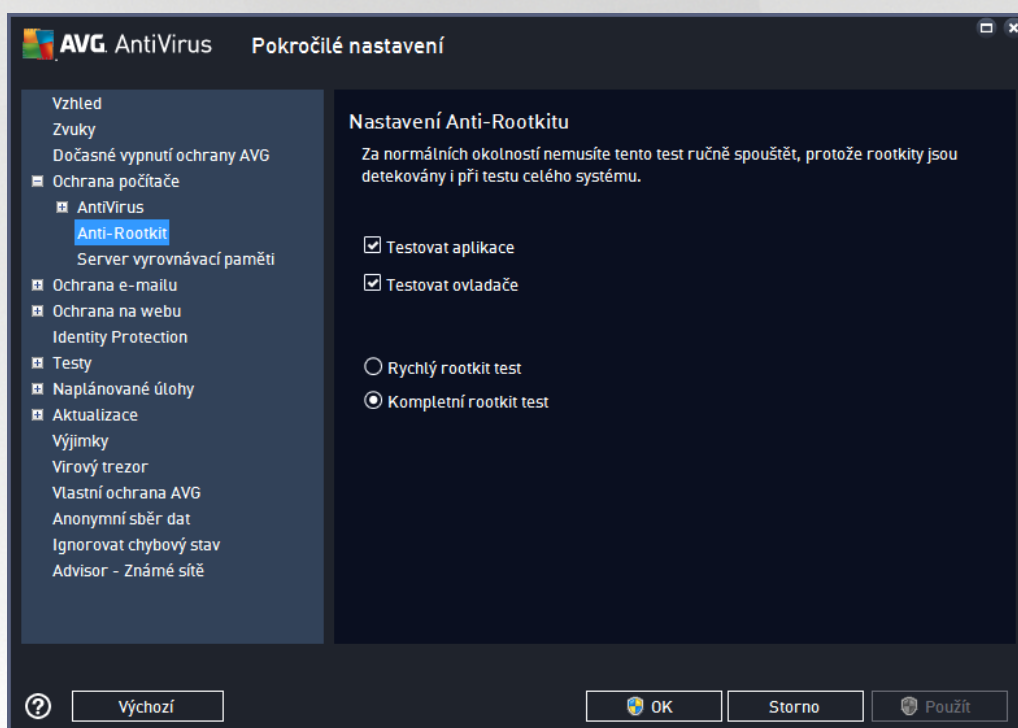 AVG. AntiVirus Pokročilé nastavení
Vzhled
Zvuky
Dočasné vypnutí ochrany AVG
Ochrana počítače
AntiVirus
Anti-Rootkit
Server vyrovnávací paměti
Ochrana e-mailu
Ochrana na webu
Identity Protection
Testy
Naplánované úlohy
Aktualizace
Výjimky
Virový trezor
Vlastní ochrana AVG
Anonymní sběr dat
Ignorovat chybový stav
Advisor - Známé sítě
Nastavení Anti-Rootkitu
Za normálních okolností nemusíte tento test ručně spouštět, protože rootkity jsou
detekovány i při testu celého systému.
Testovat aplikace
Testovat ovladače
Rychlý rootkit test
Kompletní rootkit test
Výchozí
OK
Storno
Použít